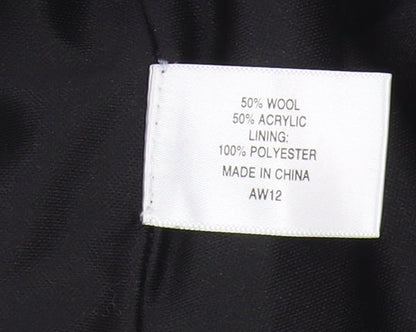 50% WOOL
50% ACRYLIC
LINING:
100% POLYESTER
MADE IN CHINA
AW12